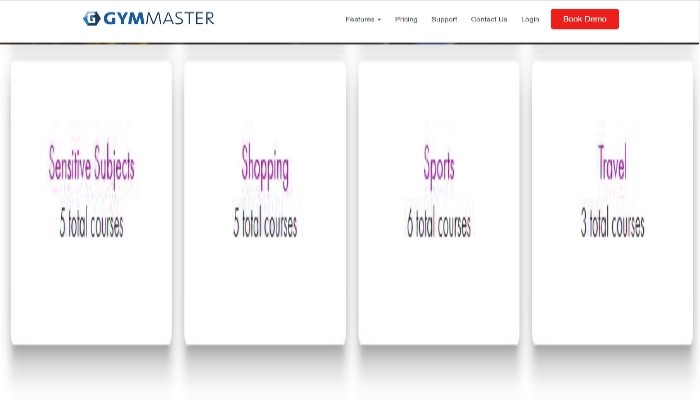 GYMMASTER
Features Pricing Support Contact Us Login Book Demo
Sensitive Subjects
5 total courses
Shopping
5 total courses
Sports
6 total courses
Travel
3 total courses